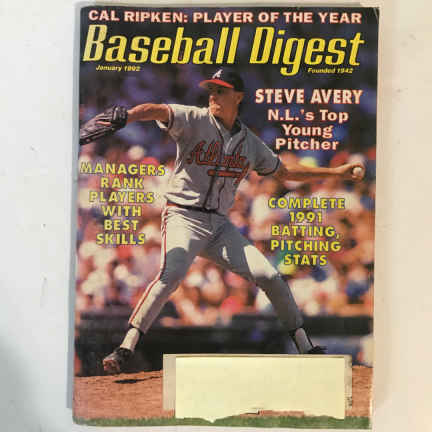 CAL RIPKEN: PLAYER OF THE YEAR
Baseball Digest
January 1992
Founded 1942
STEVE AVERY
N.L.'s Top
Young
Pitcher
Atlanta
MANAGERS
RANK
PLAYERS
WITH
BEST
SKILLS
COMPLETE
1991
BATTING,
PITCHING
STATS